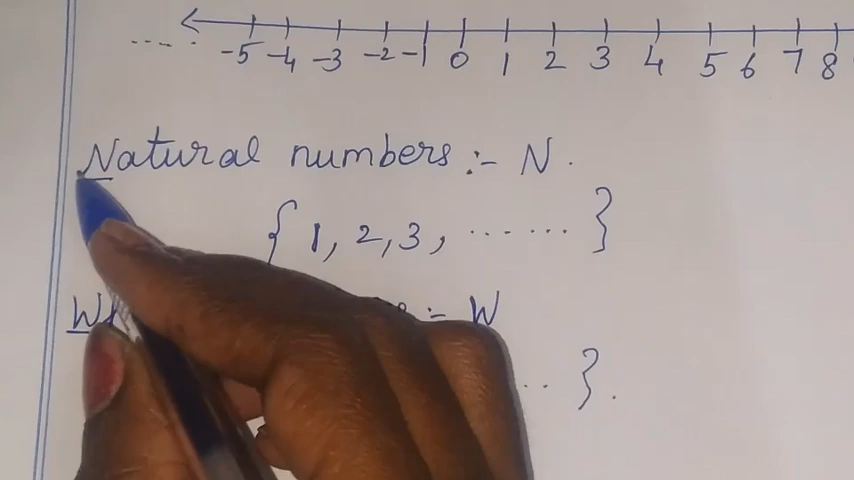 ..... -5 -4 -3 -2 -1 0 1 2 3 4 5 6 7 8
Natural numbers :- N.
{ 1, 2, 3, ...... }
:- W
.. }.